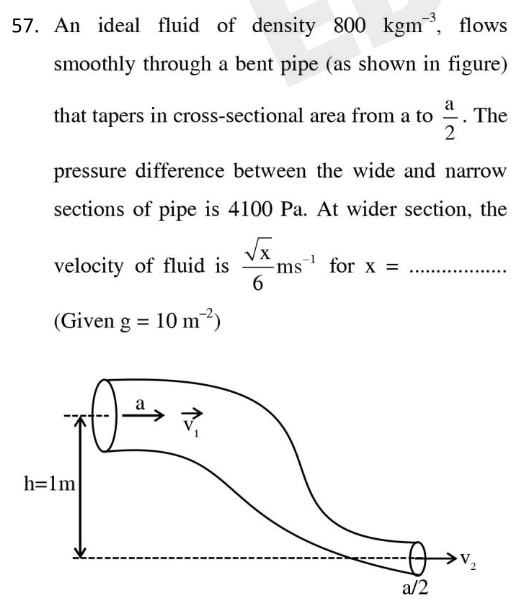 57. An ideal fluid of density 800 kgm⁻³, flows
smoothly through a bent pipe (as shown in figure)
that tapers in cross-sectional area from a to a/2. The
pressure difference between the wide and narrow
sections of pipe is 4100 Pa. At wider section, the
velocity of fluid is √x/6 ms⁻¹ for x = ..................
(Given g = 10 m⁻²)
a
v₁
h=1m
v₂
a/2